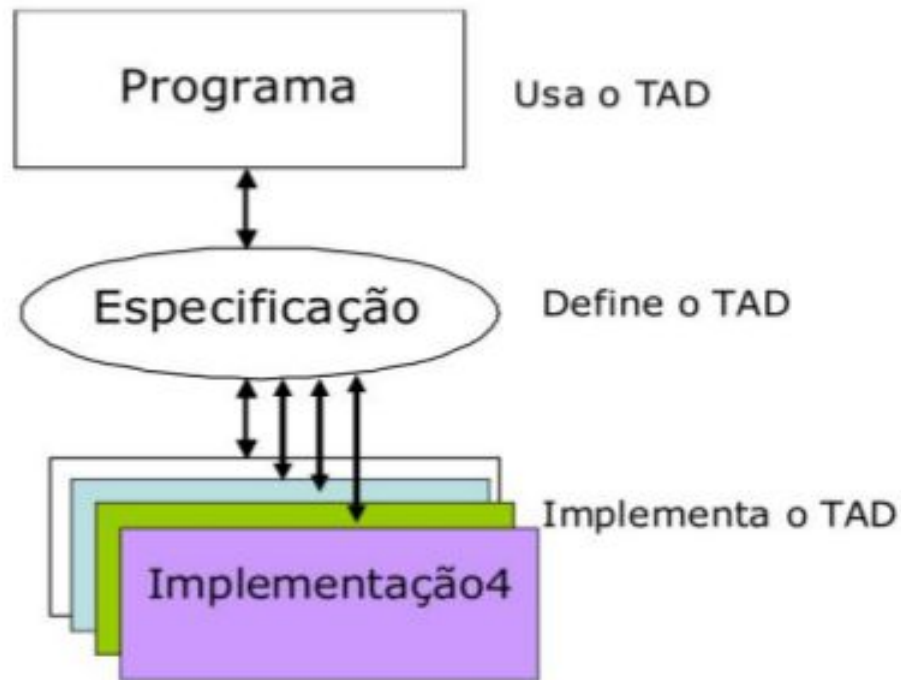 Programa
Usa o TAD
Especificação
Define o TAD
Implementa o TAD
Implementação4